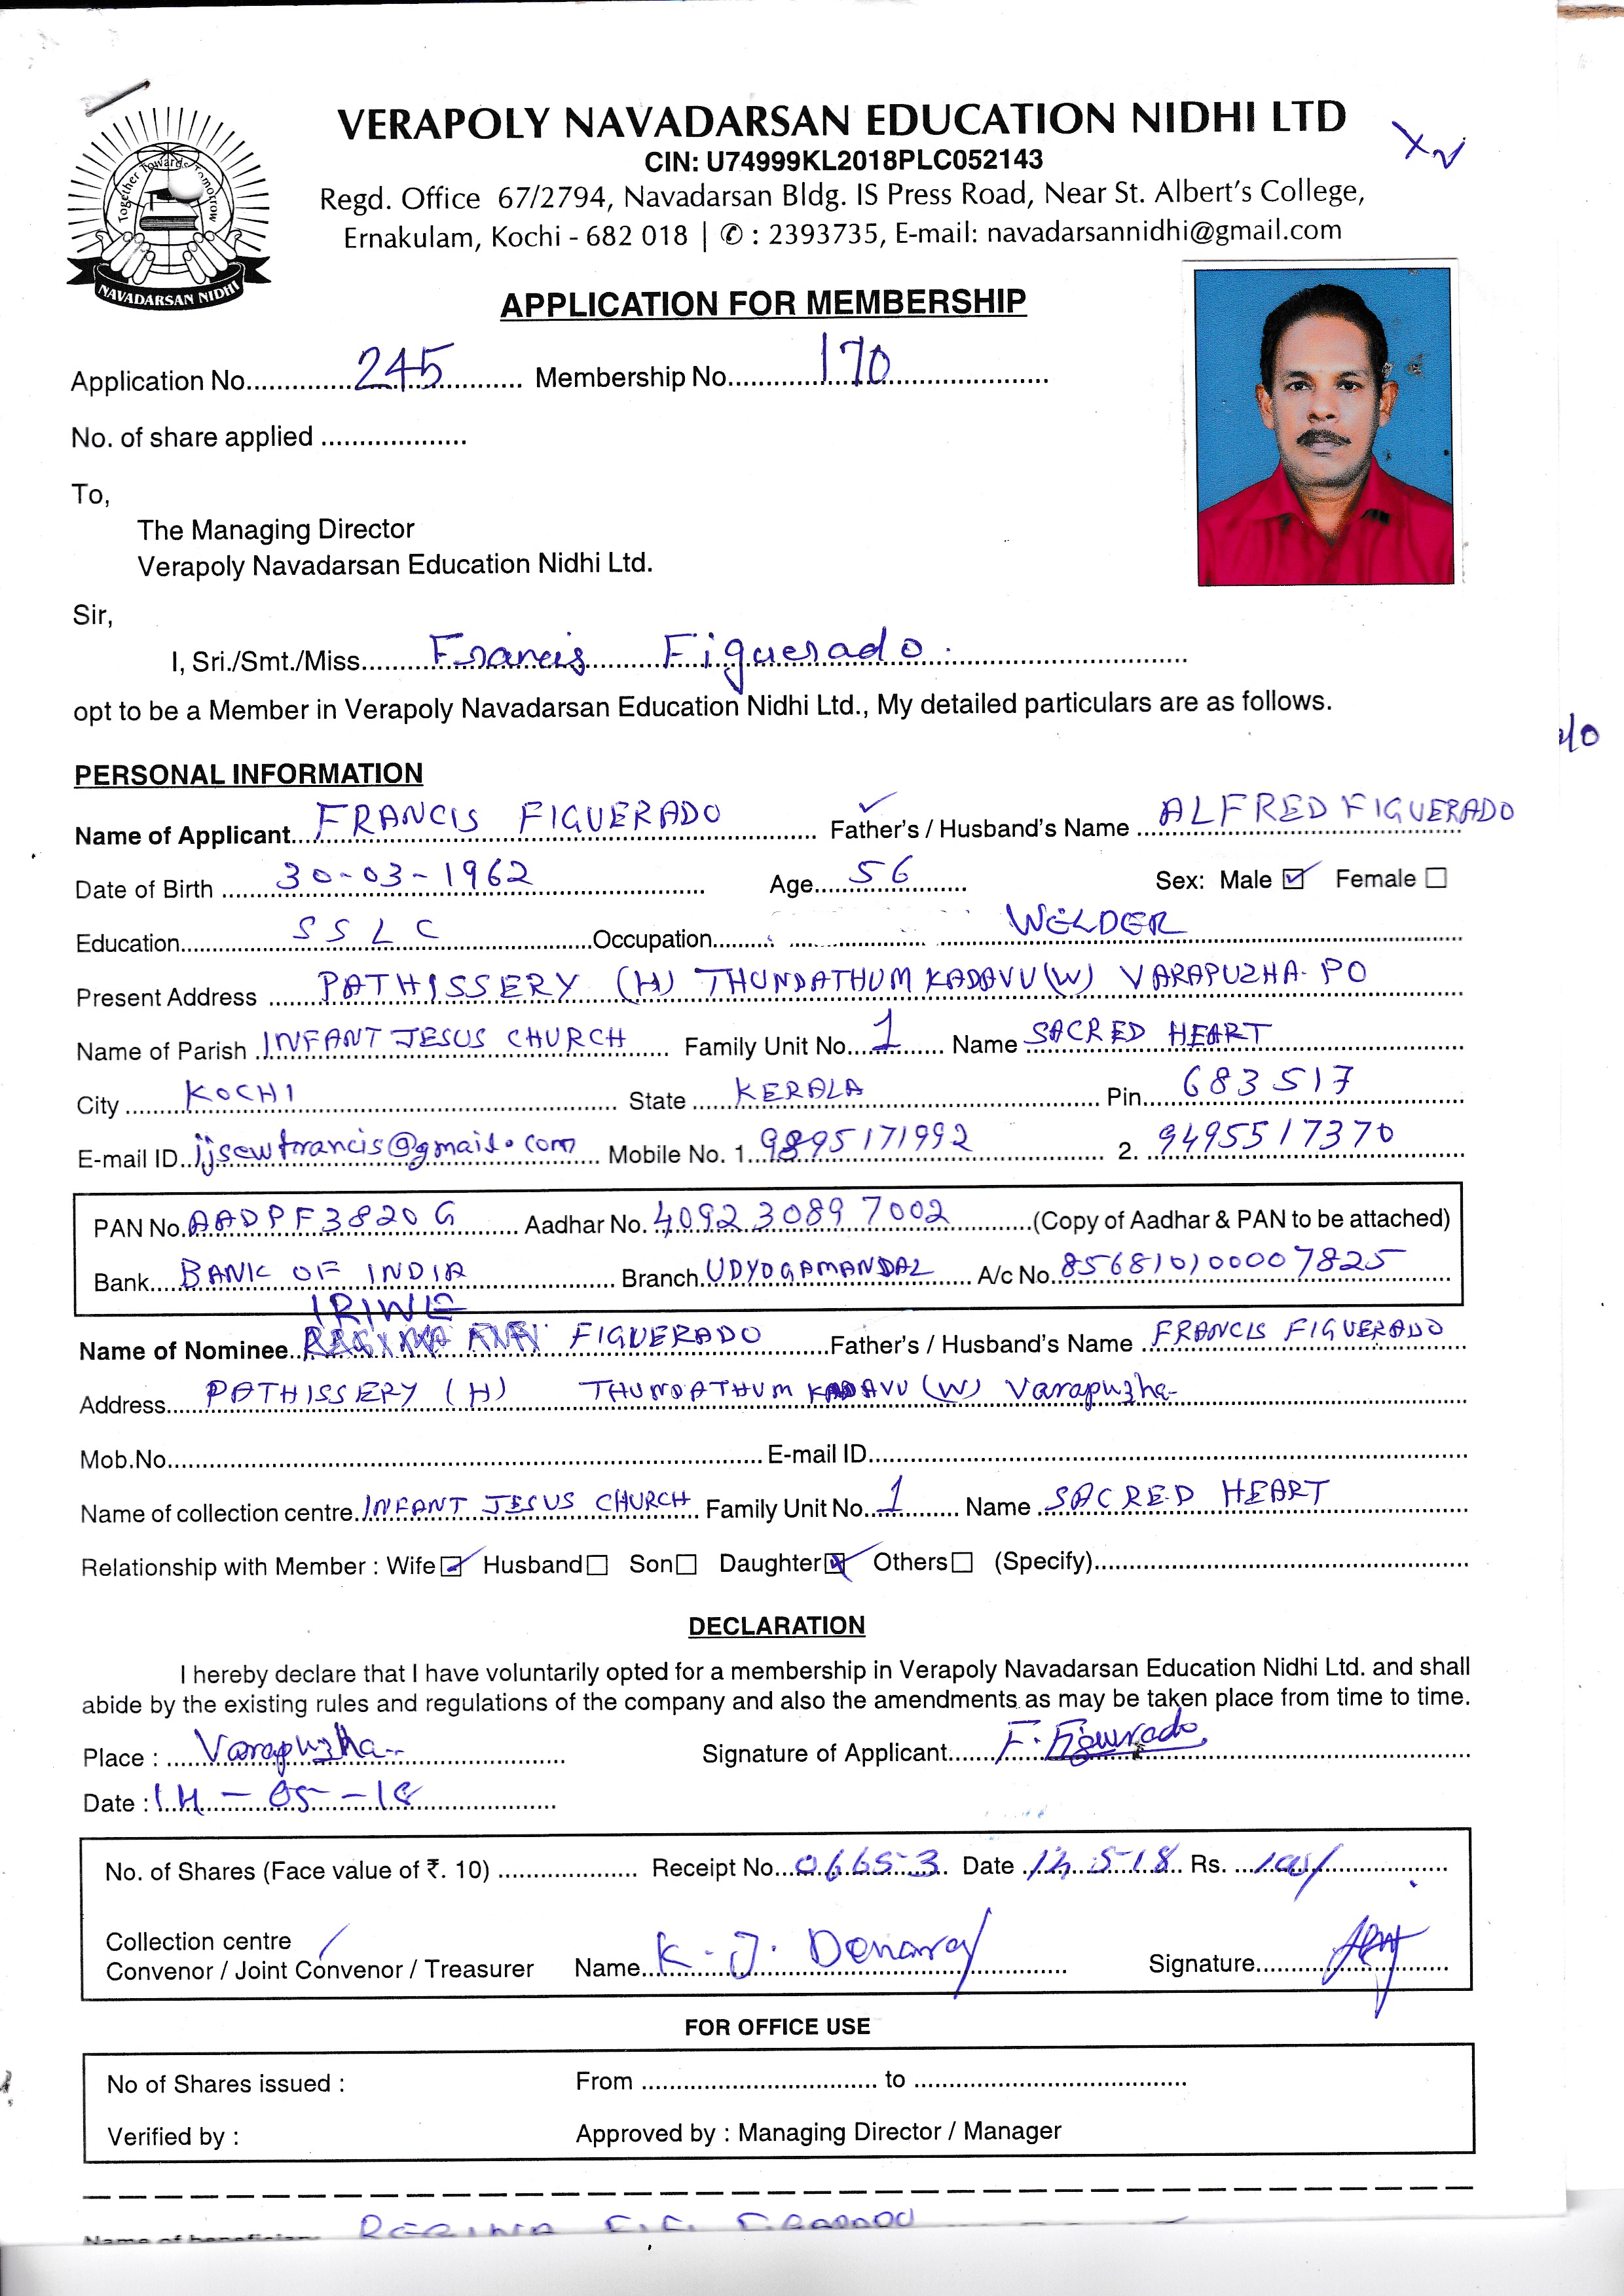 Together Towards Tomorrow
NAVADARSAN NIDHI
VERAPOLY NAVADARSAN EDUCATION NIDHI LTD
CIN: U74999KL2018PLC052143
Regd. Office 67/2794, Navadarsan Bldg. IS Press Road, Near St. Albert's College,
Ernakulam, Kochi - 682 018 | ✆ : 2393735, E-mail: navadarsannidhi@gmail.com
APPLICATION FOR MEMBERSHIP
Application No. 245 Membership No. 170
No. of share applied
To,
The Managing Director
Verapoly Navadarsan Education Nidhi Ltd.
Sir,
I, Sri./Smt./Miss. Francis Figuerado.
opt to be a Member in Verapoly Navadarsan Education Nidhi Ltd., My detailed particulars are as follows.
PERSONAL INFORMATION
Name of Applicant. FRANCIS FIGUERADO Father's / Husband's Name ALFRED FIGUERADO
Date of Birth 30-03-1962 Age. 56 Sex: Male ☑ Female ☐
Education. SSLC Occupation. WELDER
Present Address PATHISSERY (H) THUNDATHUM KADAVU (W) VARAPUZHA. PO
Name of Parish INFANT JESUS CHURCH Family Unit No. 1 Name SACRED HEART
City KOCHI State KERALA Pin. 683517
E-mail ID. ijsewfrancis@gmail.com Mobile No. 1. 9895171992 2. 9495517370
PAN No. AADPF3820G Aadhar No. 4092 3089 7002 (Copy of Aadhar & PAN to be attached)
Bank. BANK OF INDIA Branch. UDYOGAMANDAL A/c No. 856810100007825
IRINE
Name of Nominee. FIGUERADO Father's / Husband's Name FRANCIS FIGUERADO
Address. PATHISSERY (H) THUNDATHUM KADAVU (W) Varapuzha
Mob.No. E-mail ID.
Name of collection centre. INFANT JESUS CHURCH Family Unit No. 1 Name SACRED HEART
Relationship with Member : Wife ☑ Husband ☐ Son ☐ Daughter ☑ Others ☐ (Specify)
DECLARATION
I hereby declare that I have voluntarily opted for a membership in Verapoly Navadarsan Education Nidhi Ltd. and shall
abide by the existing rules and regulations of the company and also the amendments as may be taken place from time to time.
Place : Varapuzha Signature of Applicant. F. Figurado
Date : 14-05-18
No. of Shares (Face value of ₹. 10) Receipt No. 06653 Date 5-18 Rs.
Collection centre
Convenor / Joint Convenor / Treasurer Name. K. J. Signature.
FOR OFFICE USE
No of Shares issued : From to
Verified by : Approved by : Managing Director / Manager